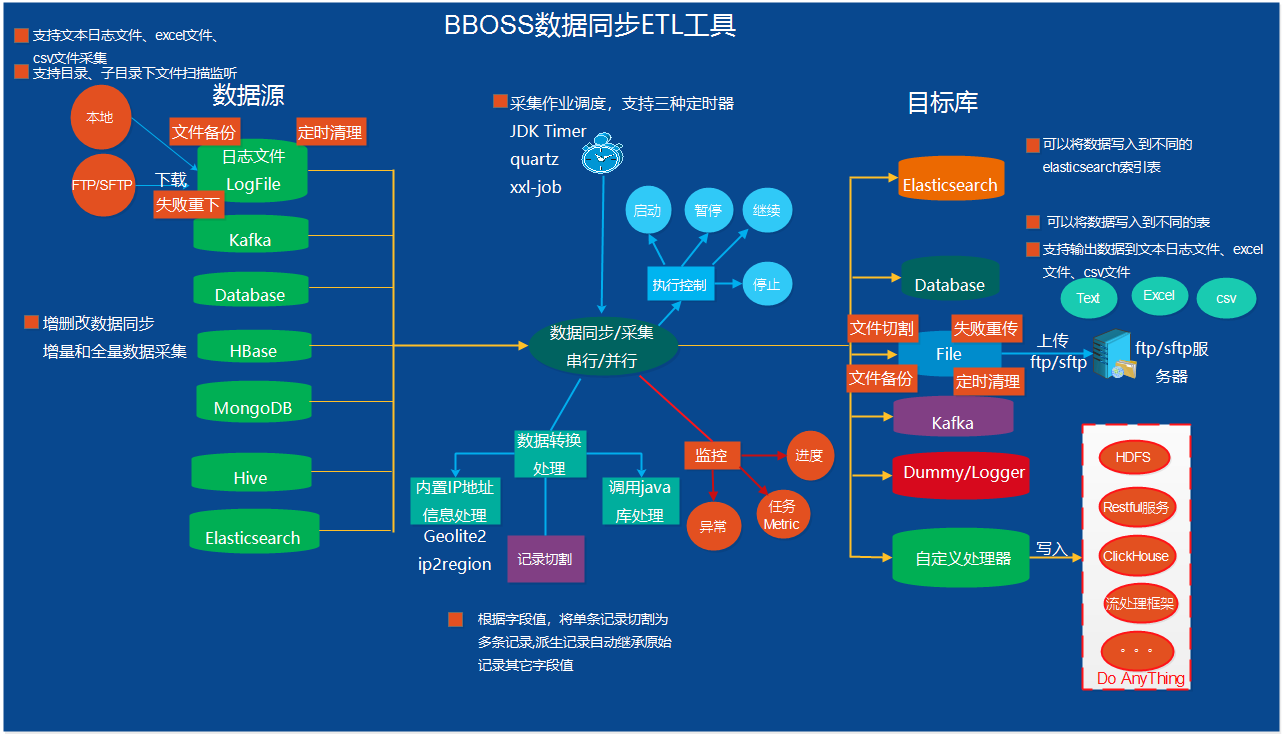 BBOSS数据同步ETL工具
支持文本日志文件、excel文件、
csv文件采集
支持目录、子目录下文件扫描监听
数据源
本地
文件备份
定时清理
日志文件
LogFile
FTP/SFTP
下载
失败重下
Kafka
Database
增删改数据同步
增量和全量数据采集
HBase
MongoDB
Hive
Elasticsearch
采集作业调度，支持三种定时器
JDK Timer
quartz
xxl-job
启动
暂停
继续
执行控制
停止
数据同步/采集
串行/并行
数据转换
处理
内置IP地址
信息处理
Geolite2
ip2region
调用java
库处理
记录切割
根据字段值，将单条记录切割为
多条记录,派生记录自动继承原始
记录其它字段值
监控
进度
异常
任务
Metric
目标库
Elasticsearch
可以将数据写入到不同的
elasticsearch索引表
Database
可以将数据写入到不同的表
支持输出数据到文本日志文件、excel
文件、csv文件
Text
Excel
csv
文件切割
失败重传
File
文件备份
定时清理
上传
ftp/sftp
ftp/sftp服
务器
Kafka
Dummy/Logger
自定义处理器
写入
HDFS
Restful服务
ClickHouse
流处理框架
。。。
Do AnyThing